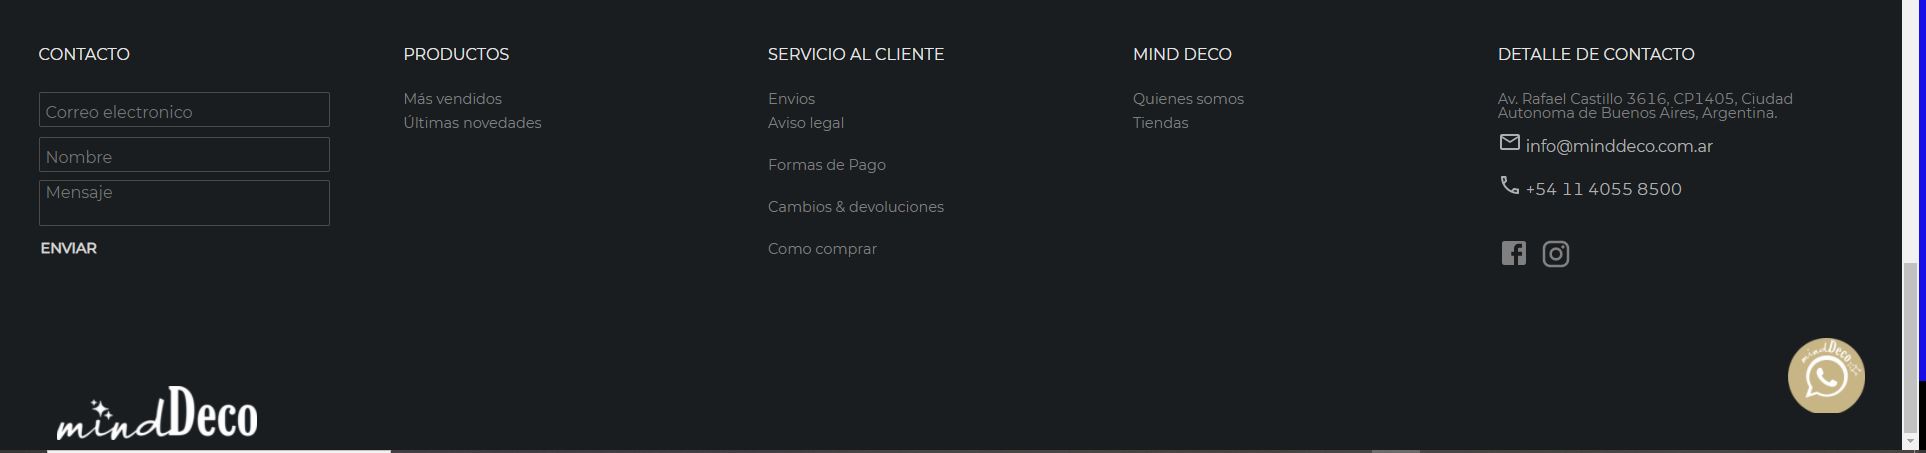 CONTACTO
Correo electronico
Nombre
Mensaje
ENVIAR
PRODUCTOS
Más vendidos
Últimas novedades
SERVICIO AL CLIENTE
Envios
Aviso legal
Formas de Pago
Cambios & devoluciones
Como comprar
MIND DECO
Quienes somos
Tiendas
DETALLE DE CONTACTO
Av. Rafael Castillo 3616, CP1405, Ciudad
Autonoma de Buenos Aires, Argentina.
info@minddeco.com.ar
+54 11 4055 8500
mindDeco
mindDeco